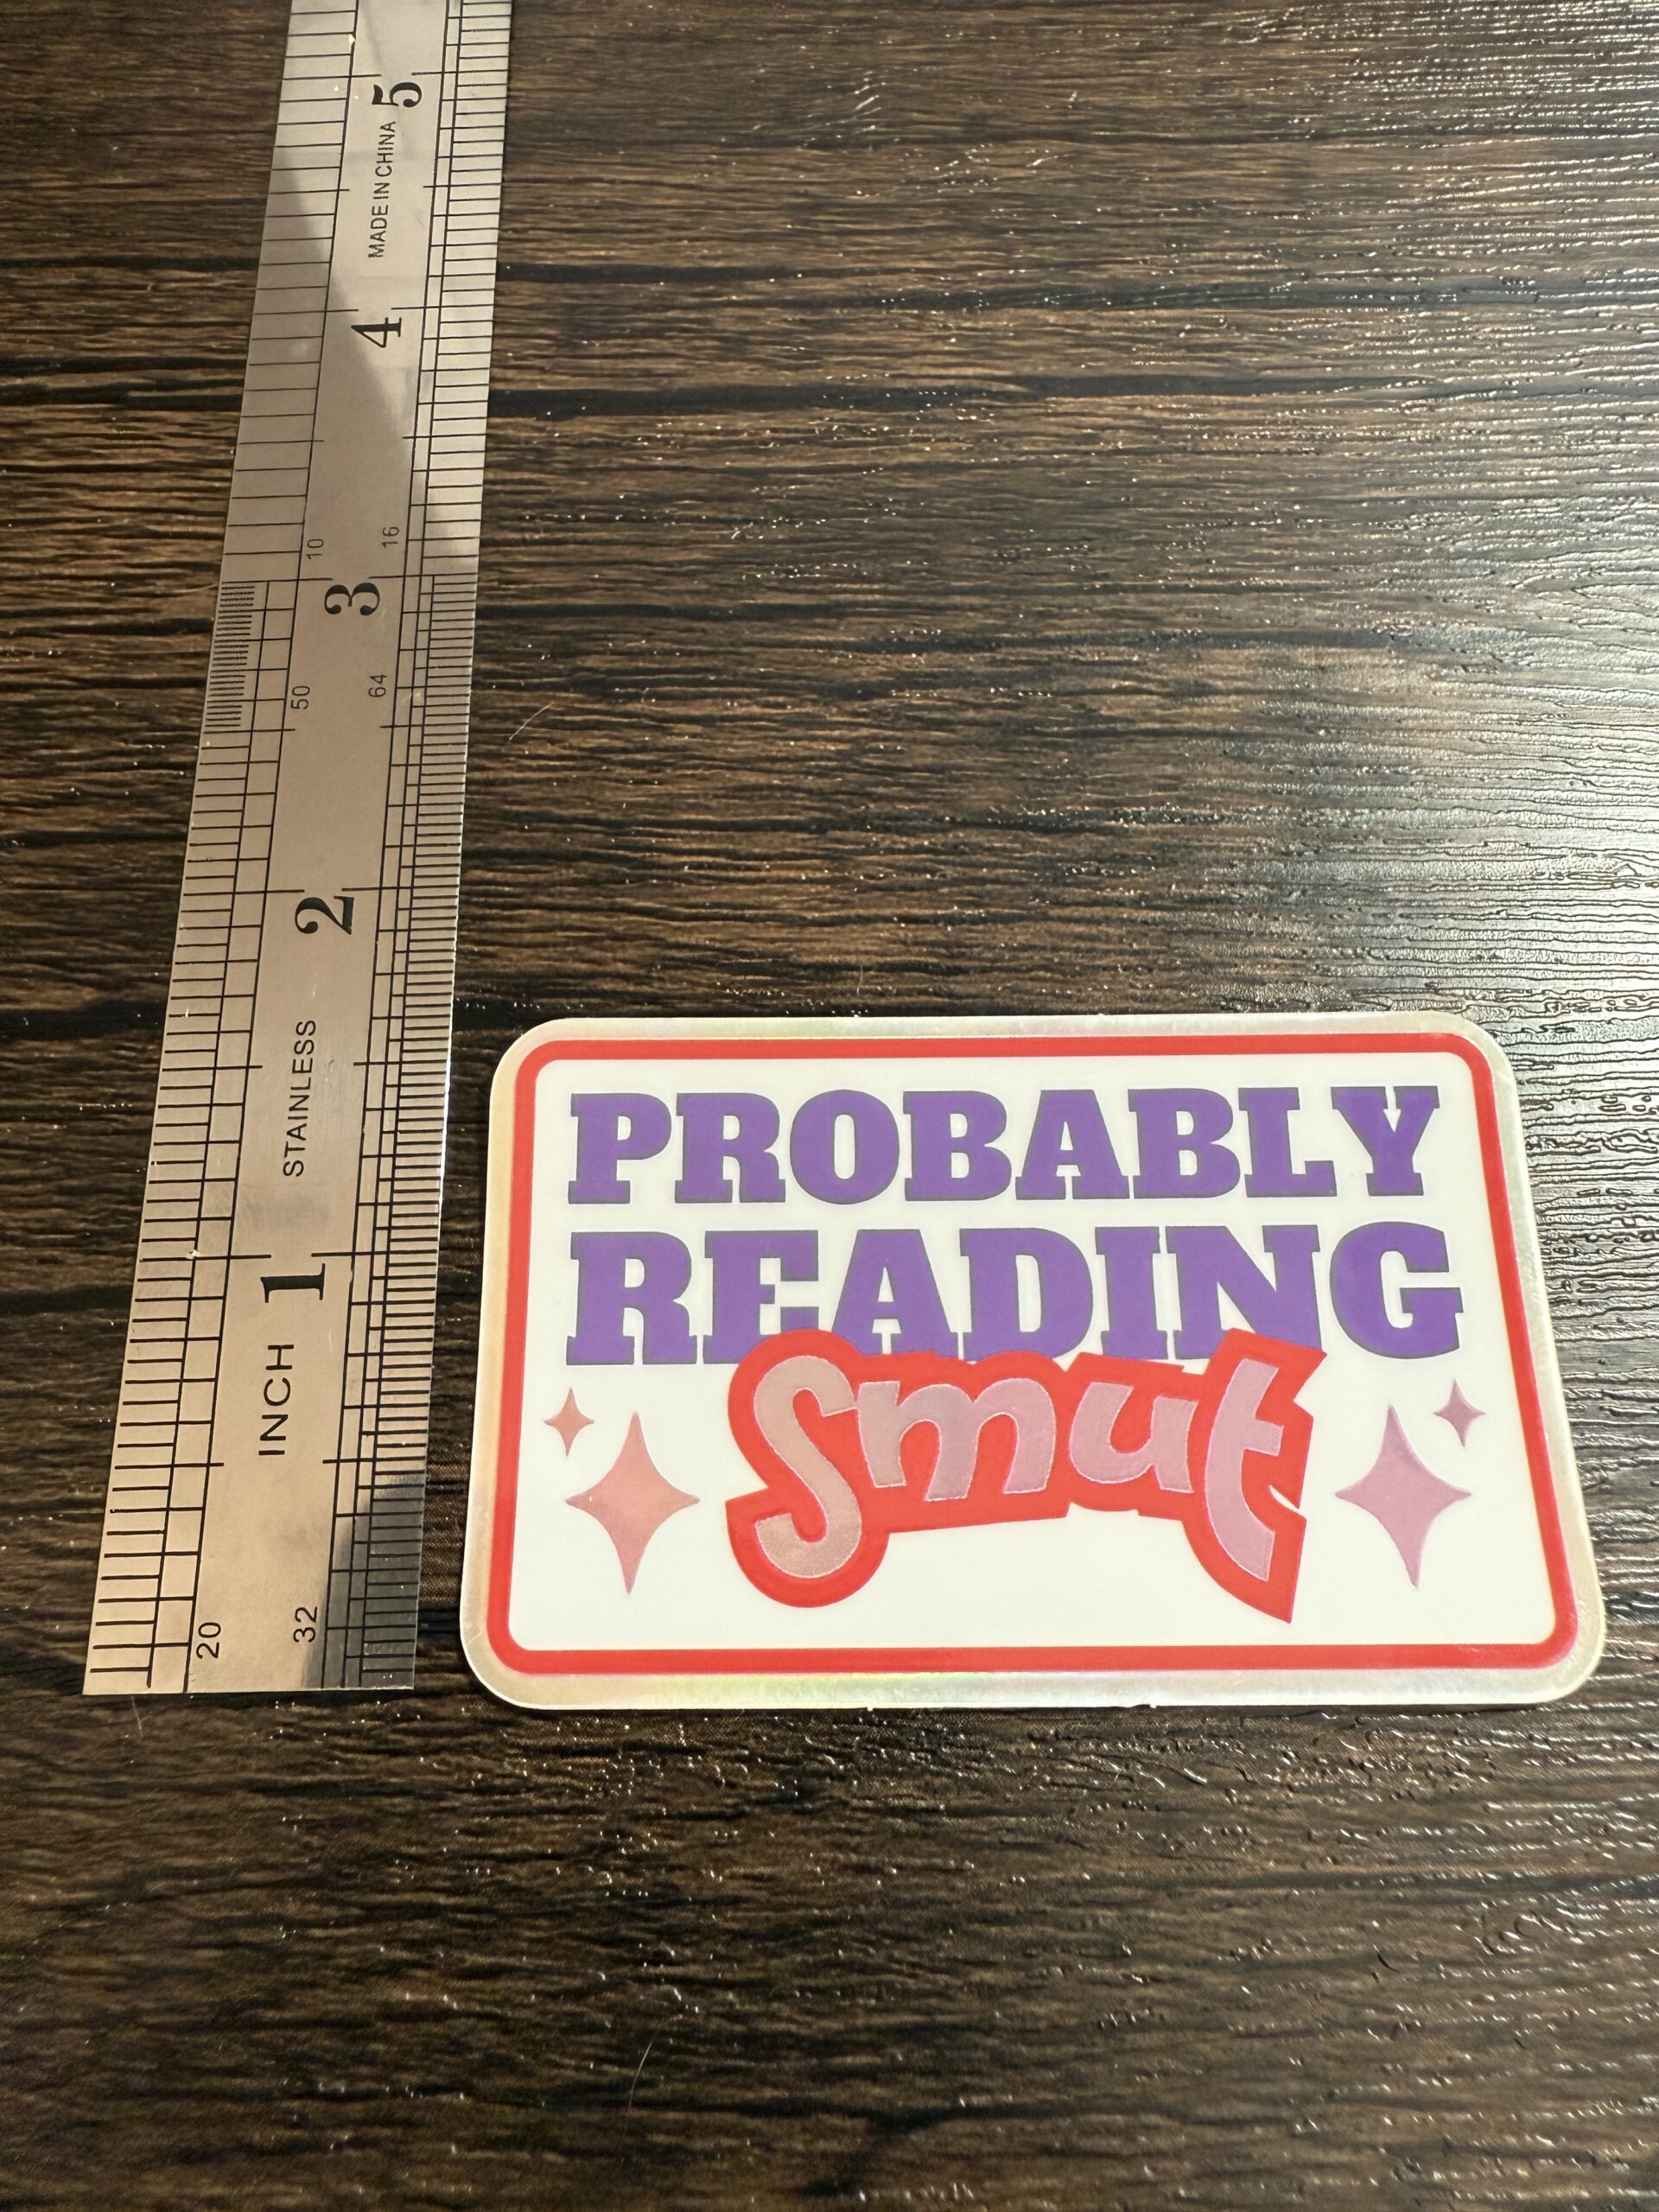 5
MADE IN CHINA
4
10 16
3
50 64
2
STAINLESS
1
INCH
20 32
PROBABLY
READING
Smut